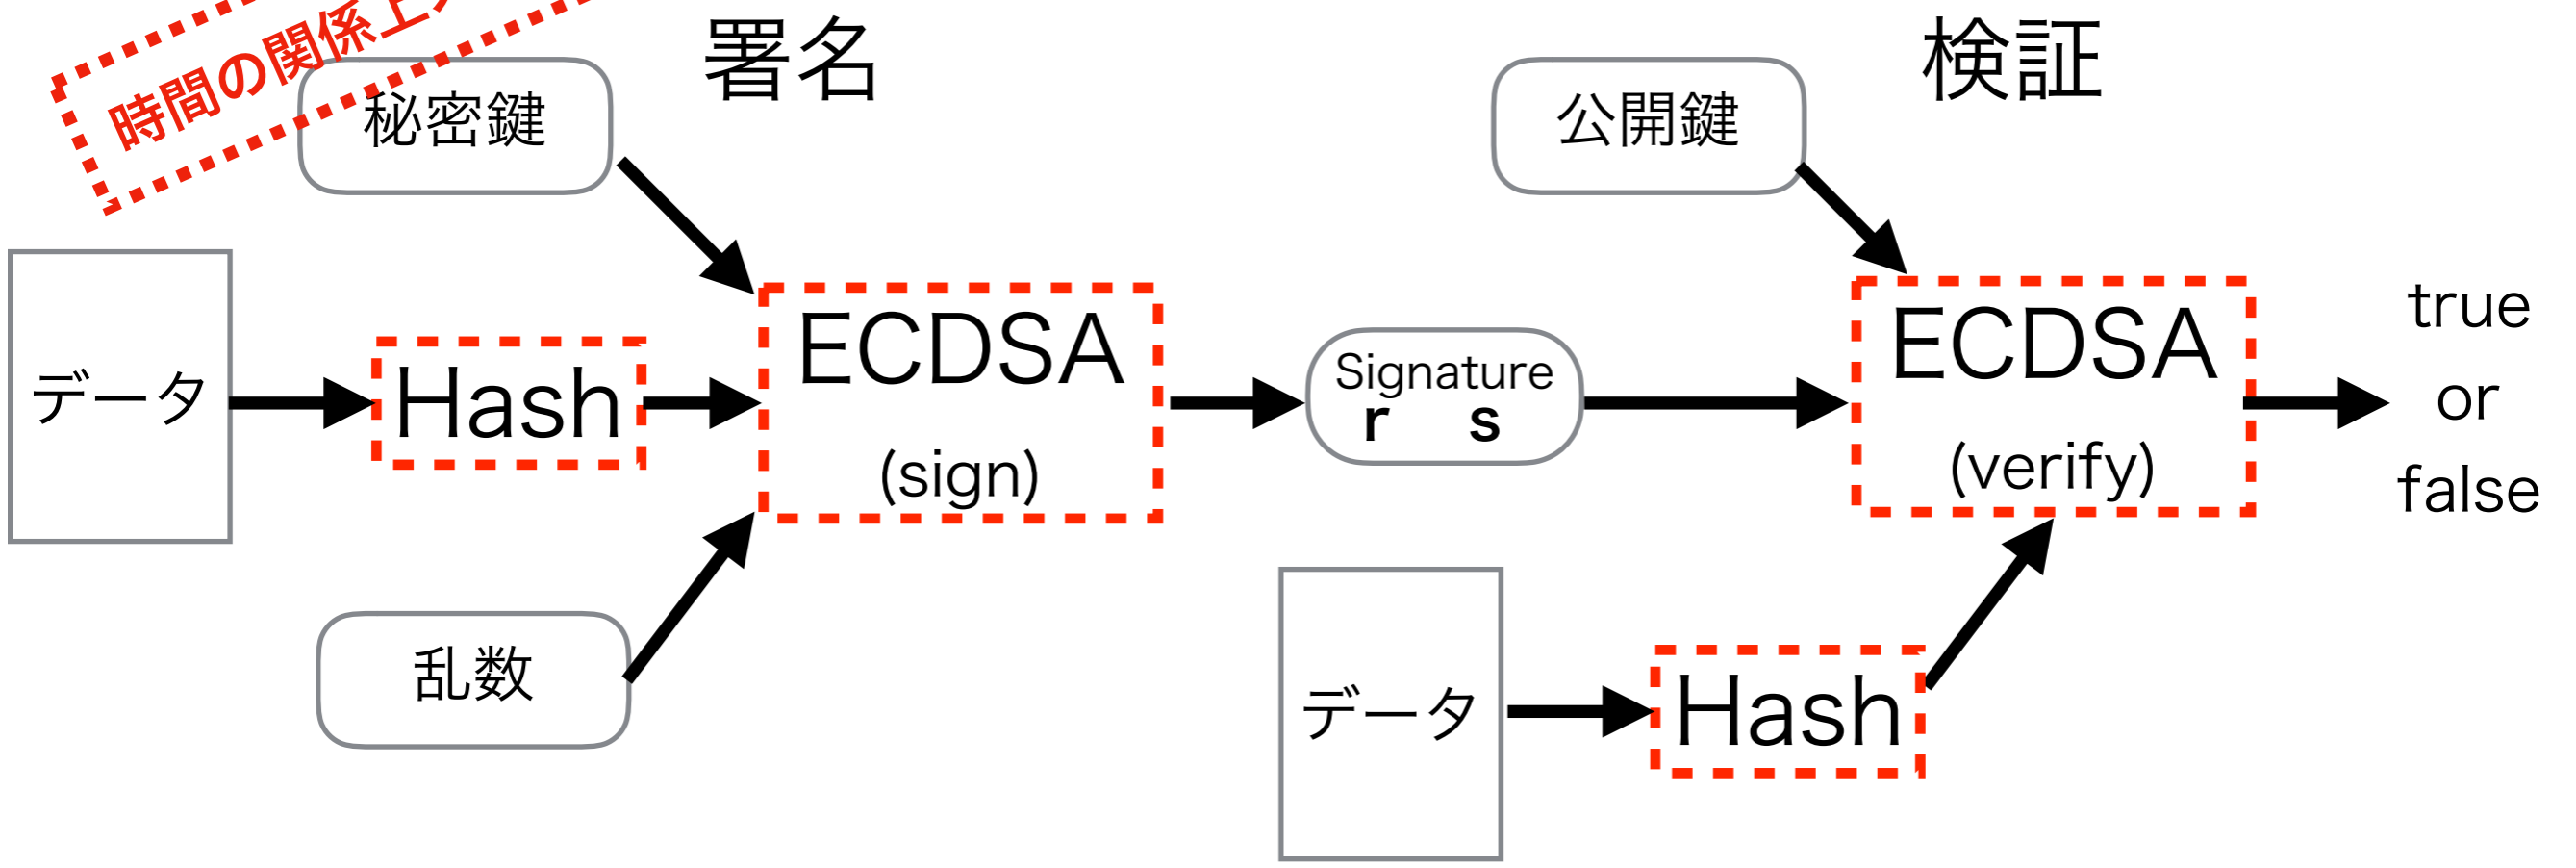 時間の関係上
署名
秘密鍵
データ
Hash
ECDSA
(sign)
乱数
Signature
r s
検証
公開鍵
ECDSA
(verify)
データ
Hash
true
or
false